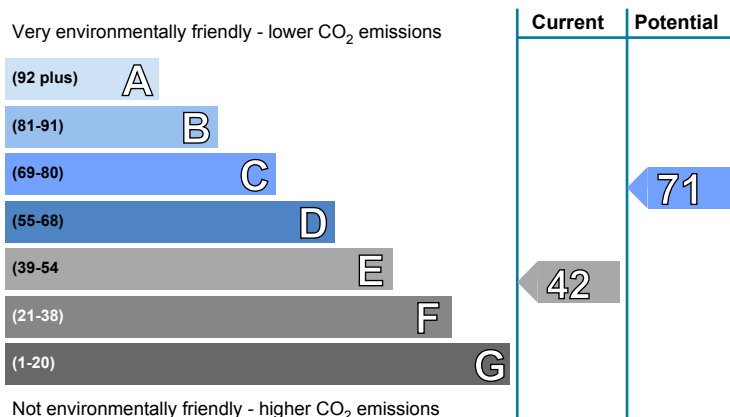 Very environmentally friendly - lower CO2 emissions
Current
Potential
(92 plus) A
(81-91) B
(69-80) C
71
(55-68) D
(39-54 E
42
(21-38) F
(1-20) G
Not environmentally friendly - higher CO2 emissions